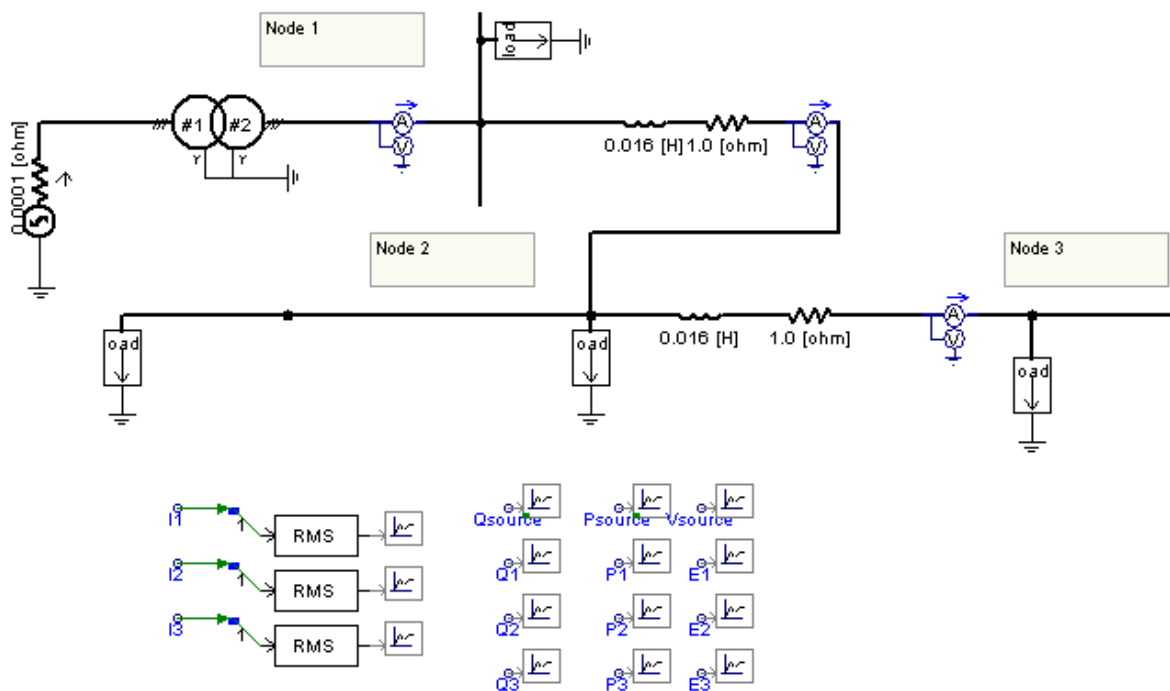 Node 1
load
#1 #2
0.016 [H] 1.0 [ohm]
A
V
A
V
Y Y
0.0001 [ohm]
Node 2
Node 3
0.016 [H] 1.0 [ohm]
A
V
oad
oad
oad
I1
RMS
I2
RMS
I3
RMS
Qsource Psource Vsource
Q1 P1 E1
Q2 P2 E2
Q3 P3 E3